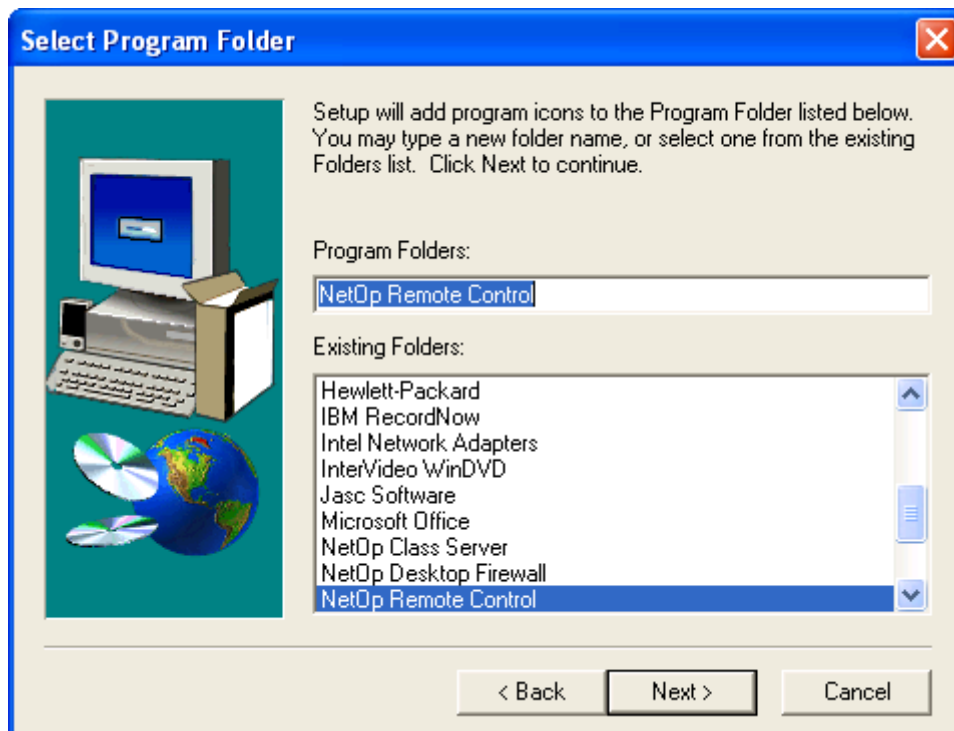 Select Program Folder
Setup will add program icons to the Program Folder listed below.
You may type a new folder name, or select one from the existing
Folders list.  Click Next to continue.
Program Folders:
NetOp Remote Control
Existing Folders:
Hewlett-Packard
IBM RecordNow
Intel Network Adapters
InterVideo WinDVD
Jasc Software
Microsoft Office
NetOp Class Server
NetOp Desktop Firewall
NetOp Remote Control
< Back
Next >
Cancel